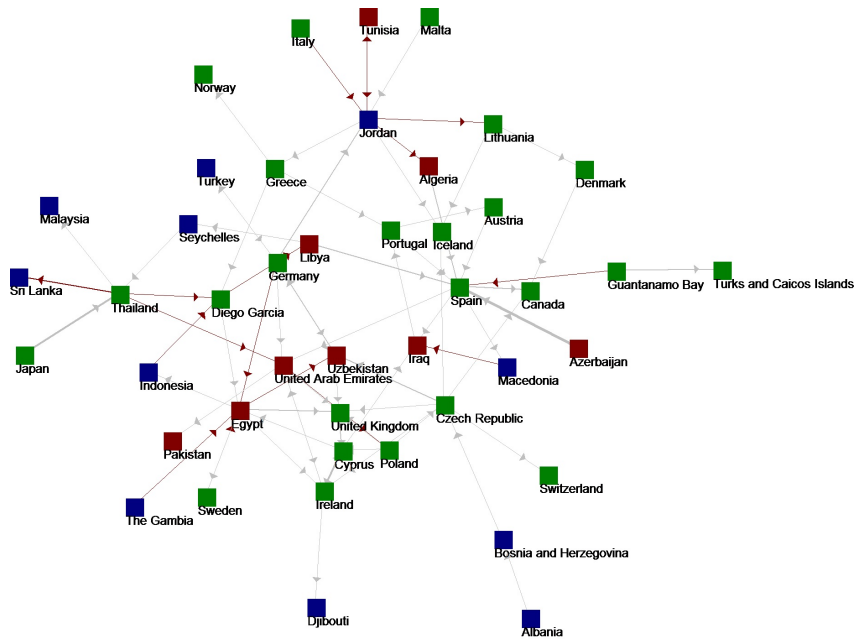 Tunisia
Malta
Italy
Norway
Jordan
Lithuania
Turkey
Greece
Algeria
Denmark
Malaysia
Austria
Seychelles
Portugal
Iceland
Libya
Germany
Sri Lanka
Guantanamo Bay
Turks and Caicos Islands
Thailand
Diego Garcia
Spain
Canada
Japan
Indonesia
United Arab Emirates
Uzbekistan
Iraq
Macedonia
Azerbaijan
Egypt
United Kingdom
Czech Republic
Pakistan
Cyprus
Poland
Switzerland
The Gambia
Sweden
Ireland
Bosnia and Herzegovina
Djibouti
Albania